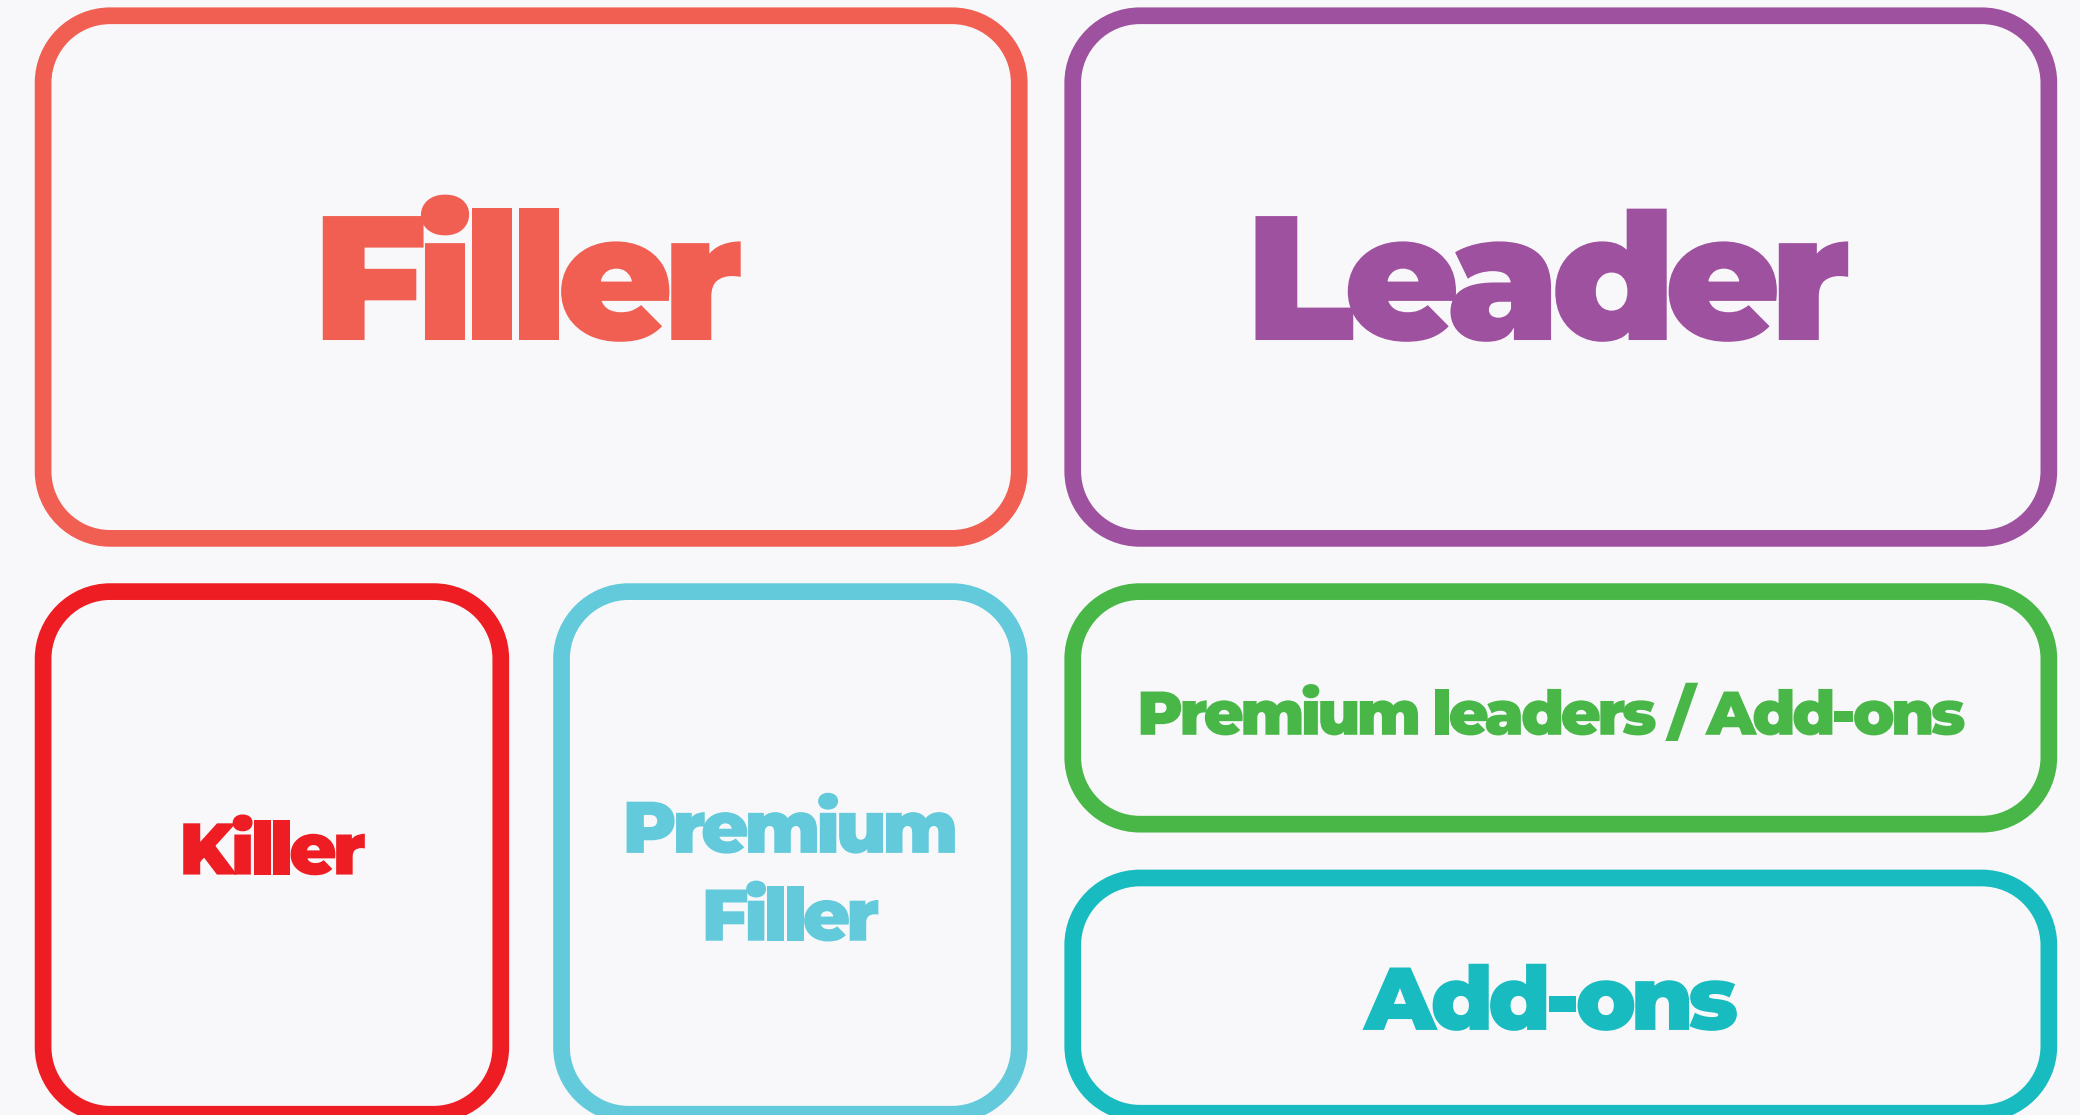 Filler
Leader
Killer
Premium
Filler
Premium leaders / Add-ons
Add-ons